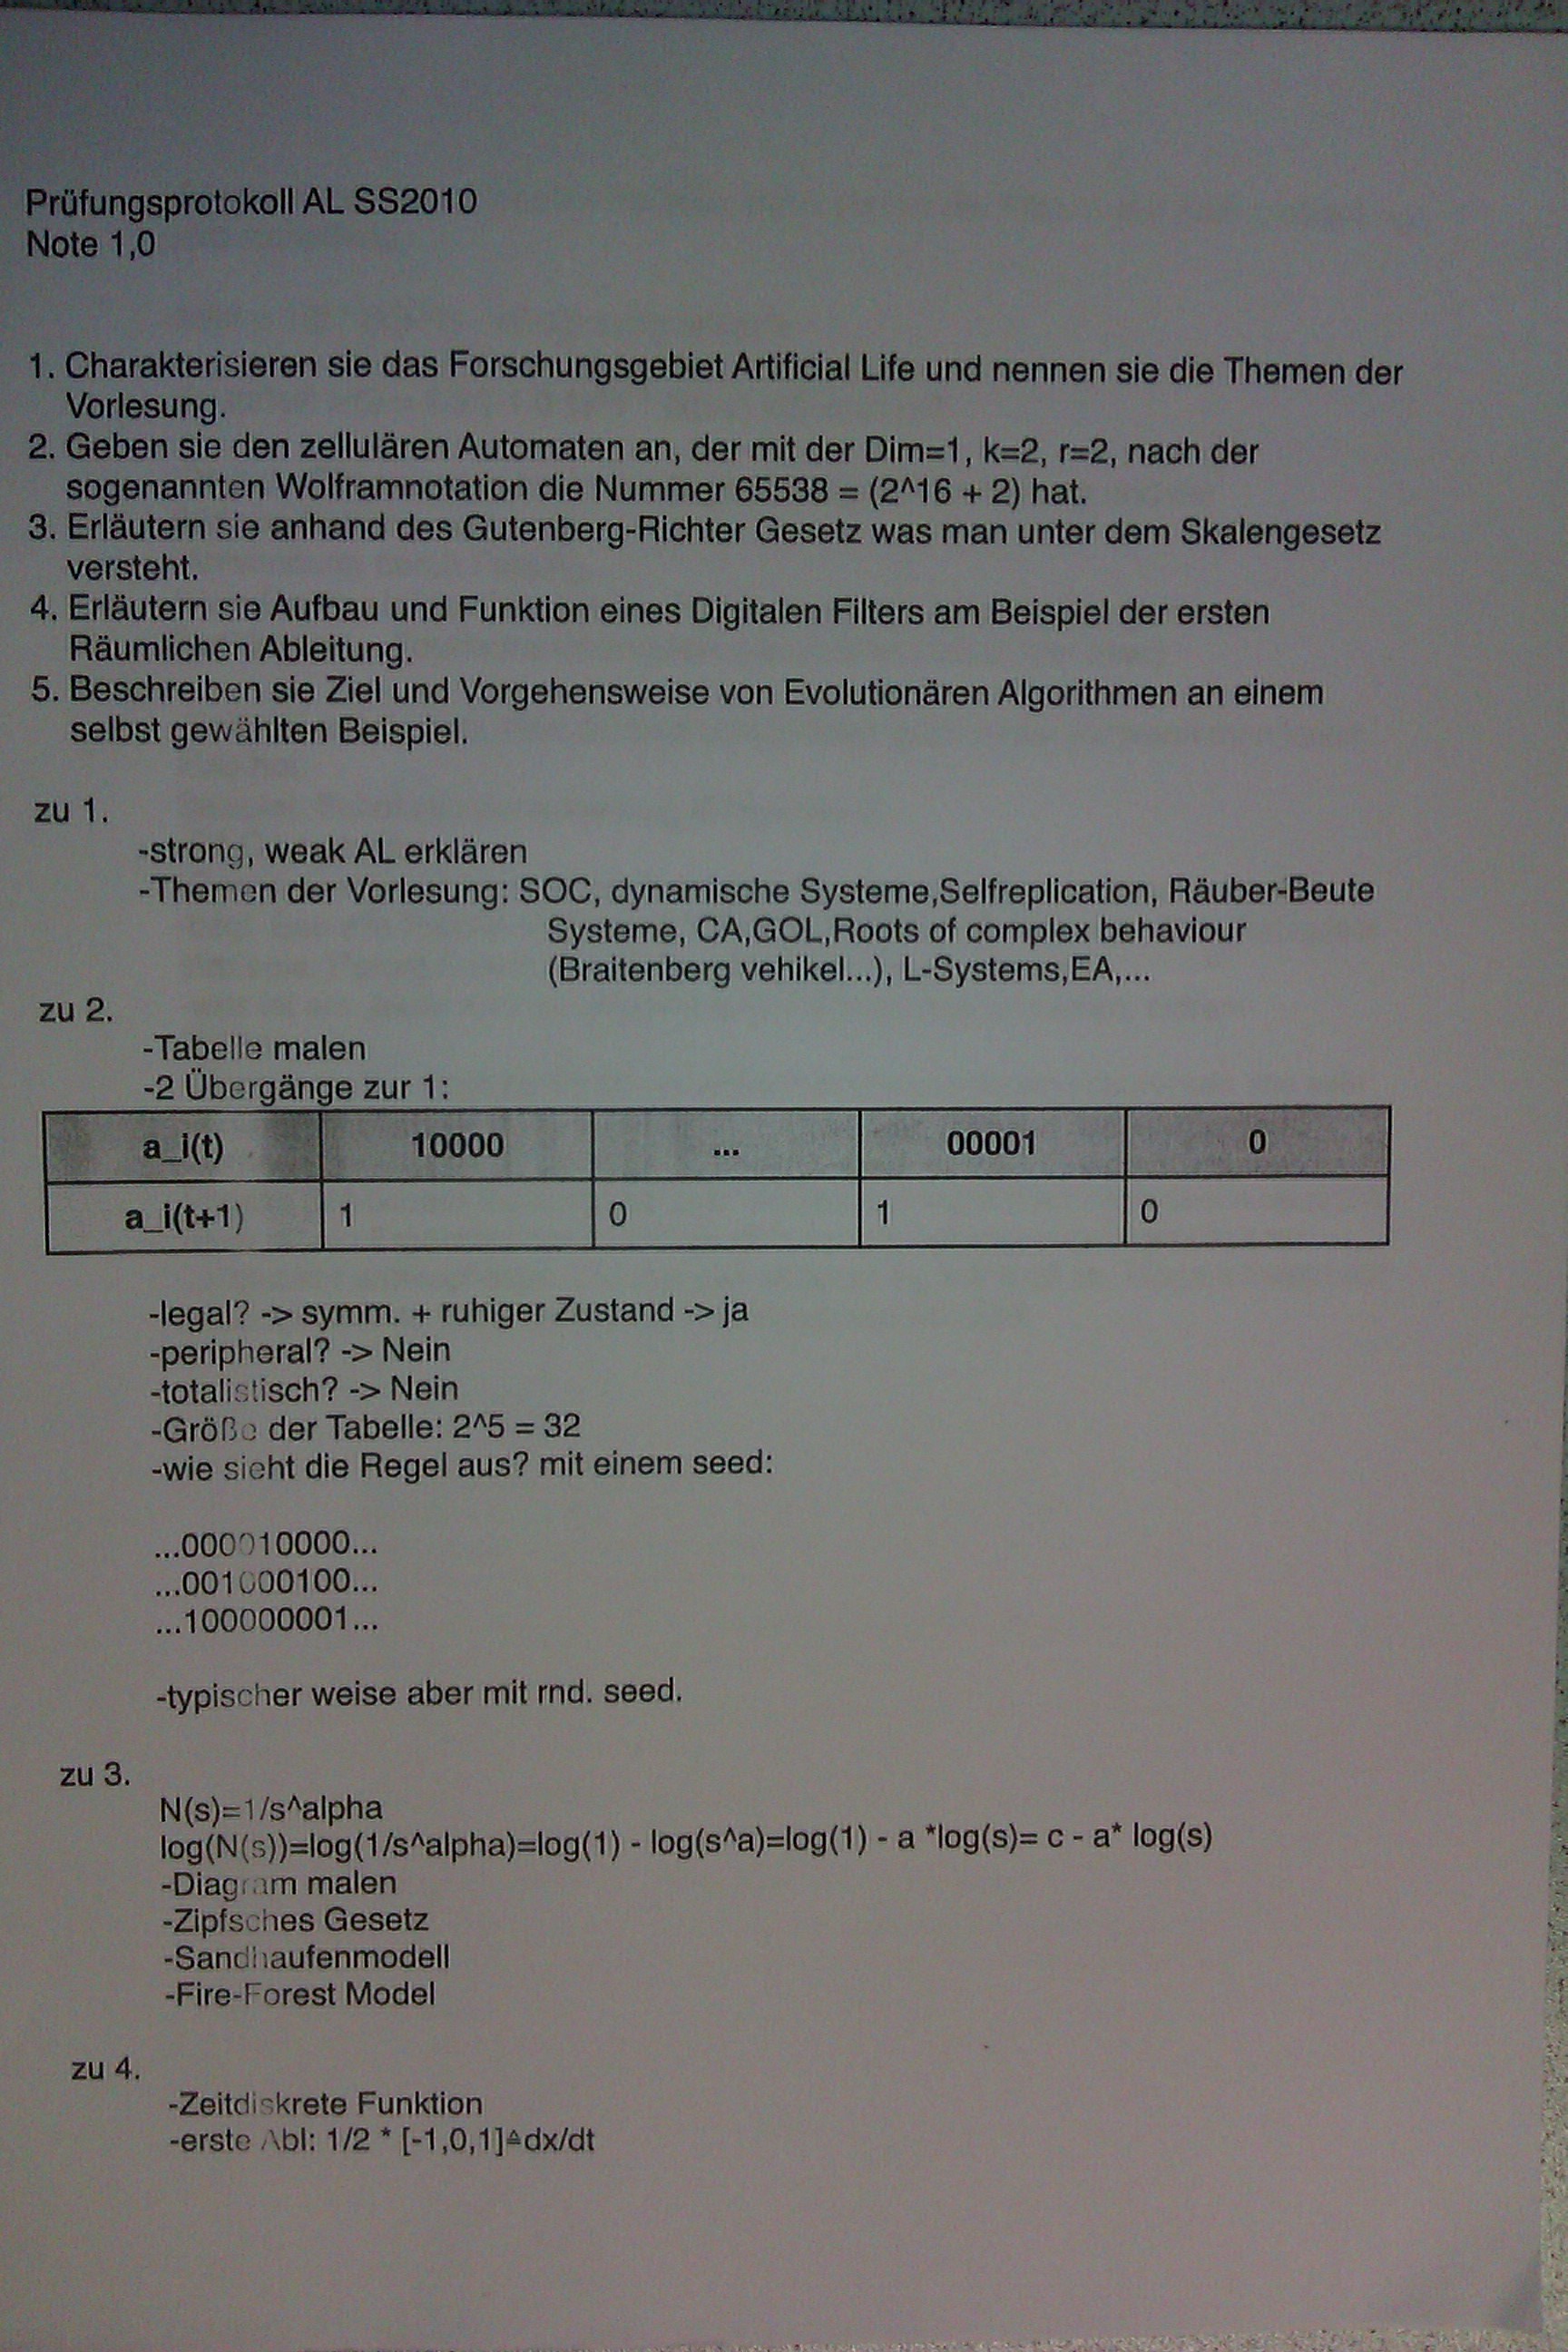 Prüfungsprotokoll AL SS2010
Note 1,0
1. Charakterisieren sie das Forschungsgebiet Artificial Life und nennen sie die Themen der
Vorlesung.
2. Geben sie den zellulären Automaten an, der mit der Dim=1, k=2, r=2, nach der
sogenannten Wolframnotation die Nummer 65538 = (2^16 + 2) hat.
3. Erläutern sie anhand des Gutenberg-Richter Gesetz was man unter dem Skalengesetz
versteht.
4. Erläutern sie Aufbau und Funktion eines Digitalen Filters am Beispiel der ersten
Räumlichen Ableitung.
5. Beschreiben sie Ziel und Vorgehensweise von Evolutionären Algorithmen an einem
selbst gewählten Beispiel.
zu 1.
-strong, weak AL erklären
-Themen der Vorlesung: SOC, dynamische Systeme,Selfreplication, Räuber-Beute
Systeme, CA,GOL,Roots of complex behaviour
(Braitenberg vehikel...), L-Systems,EA,...
zu 2.
-Tabelle malen
-2 Übergänge zur 1:
a_i(t) 10000 ... 00001 0
a_i(t+1) 1 0 1 0
-legal? -> symm. + ruhiger Zustand -> ja
-peripheral? -> Nein
-totalistisch? -> Nein
-Größe der Tabelle: 2^5 = 32
-wie sieht die Regel aus? mit einem seed:
...000010000...
...001000100...
...100000001...
-typischer weise aber mit rnd. seed.
zu 3.
N(s)=1/s^alpha
log(N(s))=log(1/s^alpha)=log(1) - log(s^a)=log(1) - a *log(s)= c - a* log(s)
-Diagramm malen
-Zipfsches Gesetz
-Sandhaufenmodell
-Fire-Forest Model
zu 4.
-Zeitdiskrete Funktion
-erste Abl: 1/2 * [-1,0,1]≙dx/dt